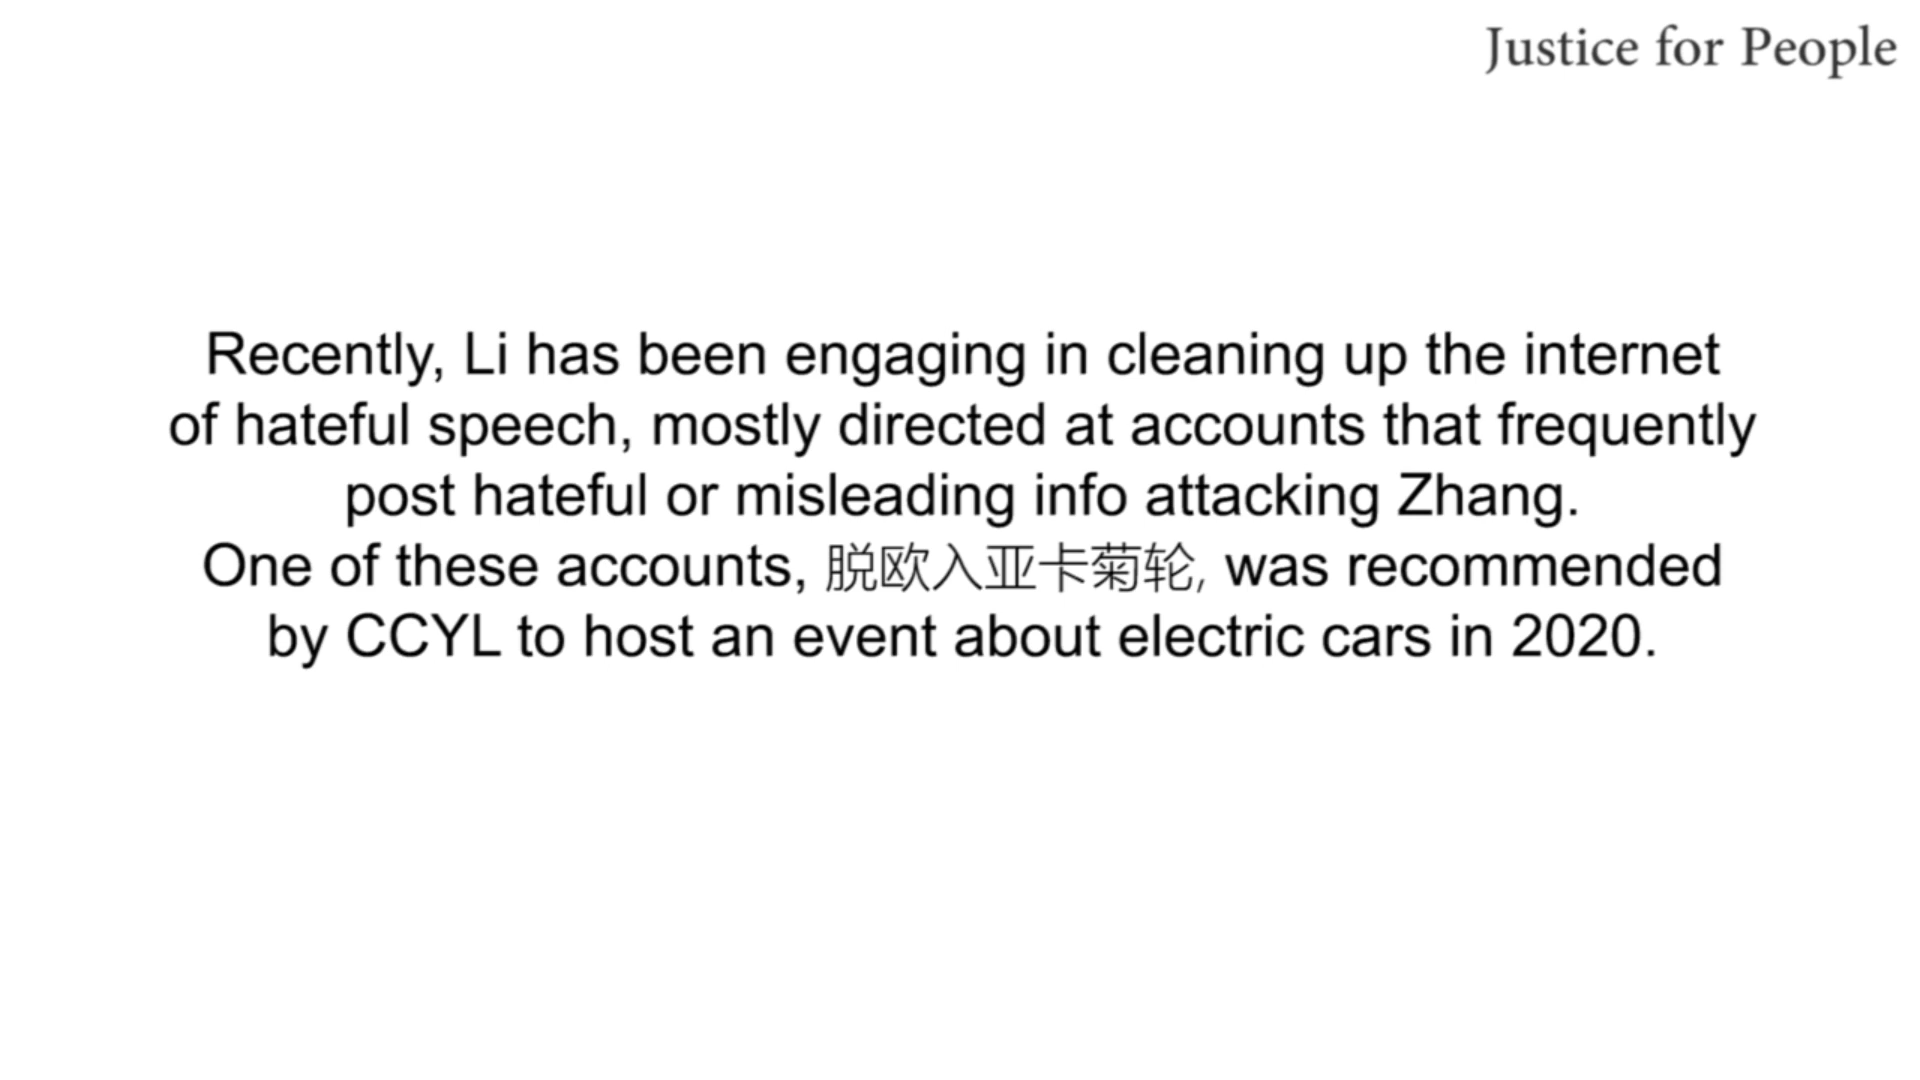 Justice for People
Recently, Li has been engaging in cleaning up the internet
of hateful speech, mostly directed at accounts that frequently
post hateful or misleading info attacking Zhang.
One of these accounts, 脱欧入亚卡菊轮, was recommended
by CCYL to host an event about electric cars in 2020.